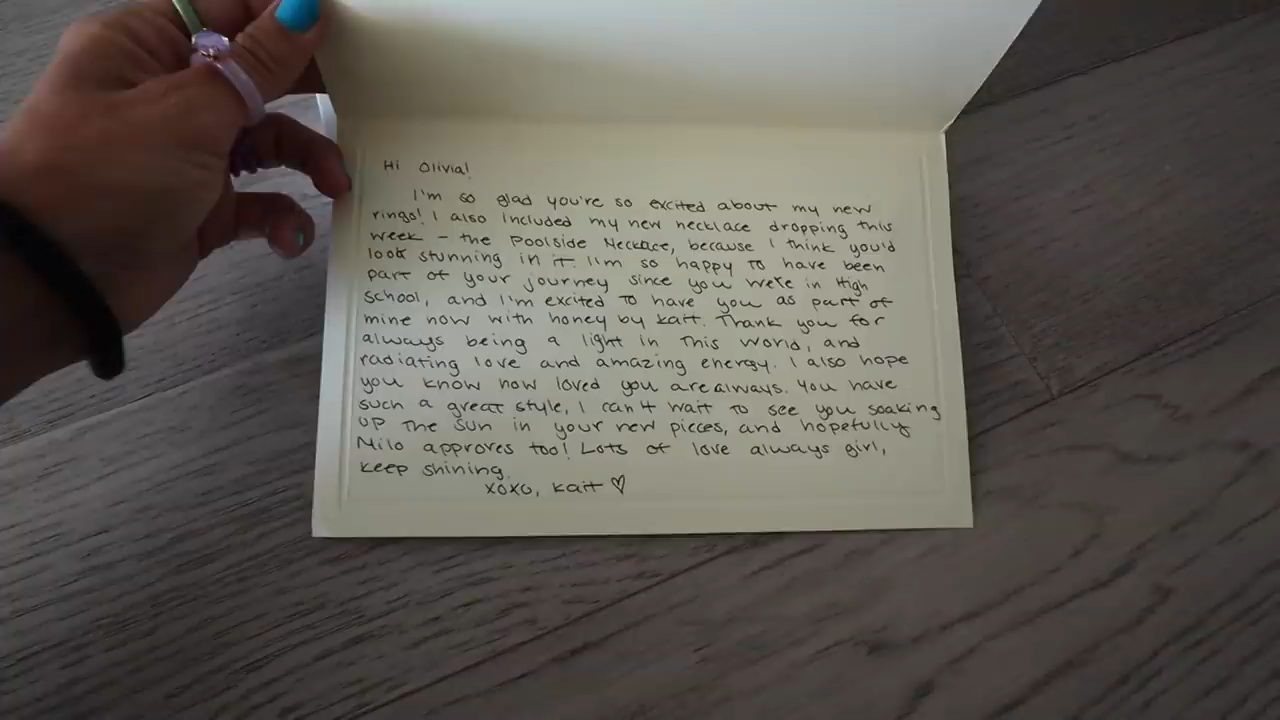 Hi Olivia!
I'm so glad you're so excited about my new
rings! I also included my new necklace dropping this
week - the Poolside Necklace, because I think you'd
look stunning in it. I'm so happy to have been
part of your journey since you were in High
School, and I'm excited to have you as part of
mine now with honey by Kait. Thank you for
always being a light in this world, and
radiating love and amazing energy. I also hope
you know how loved you are always. You have
such a great style, I can't wait to see you soaking
up the sun in your new pieces, and hopefully
Milo approves too! Lots of love always girl,
keep shining.
xoxo, Kait ♡